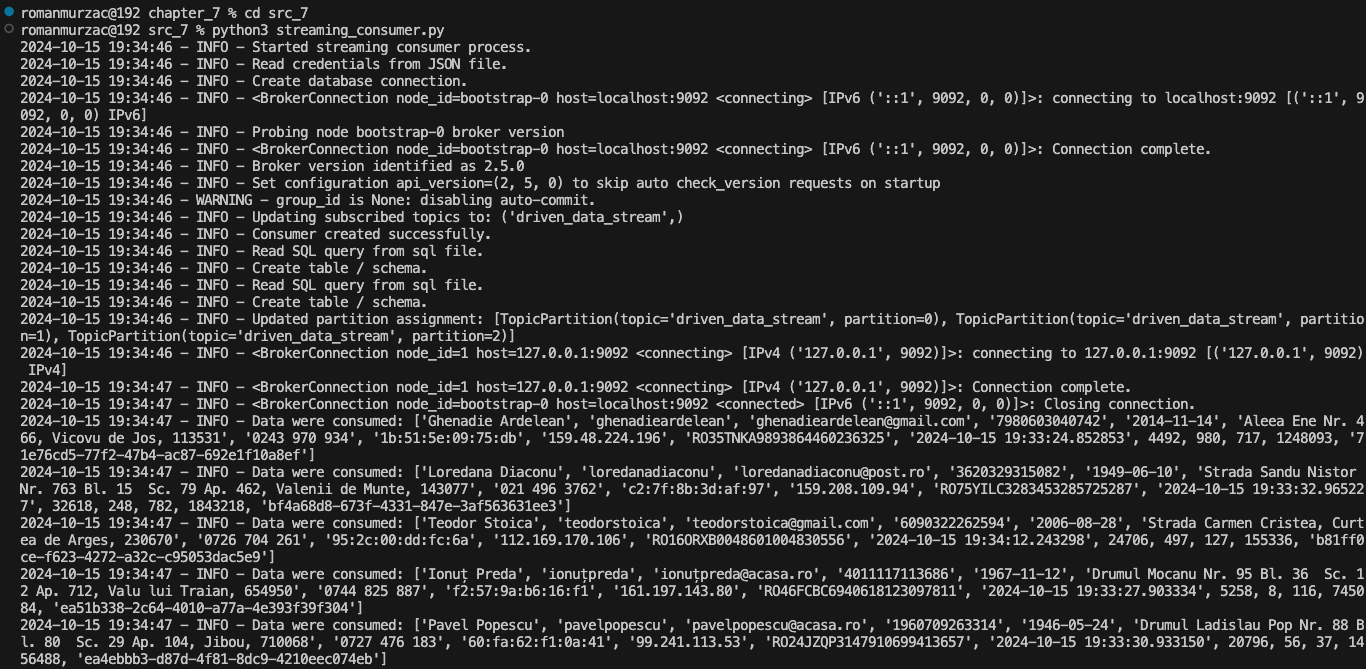 romanmurzac@192 chapter_7 % cd src_7
romanmurzac@192 src_7 % python3 streaming_consumer.py
2024-10-15 19:34:46 – INFO – Started streaming consumer process.
2024-10-15 19:34:46 – INFO – Read credentials from JSON file.
2024-10-15 19:34:46 – INFO – Create database connection.
2024-10-15 19:34:46 – INFO – <BrokerConnection node_id=bootstrap-0 host=localhost:9092 <connecting> [IPv6 ('::1', 9092, 0, 0)]>: connecting to localhost:9092 [('::1', 9
092, 0, 0) IPv6]
2024-10-15 19:34:46 – INFO – Probing node bootstrap-0 broker version
2024-10-15 19:34:46 – INFO – <BrokerConnection node_id=bootstrap-0 host=localhost:9092 <connecting> [IPv6 ('::1', 9092, 0, 0)]>: Connection complete.
2024-10-15 19:34:46 – INFO – Broker version identified as 2.5.0
2024-10-15 19:34:46 – INFO – Set configuration api_version=(2, 5, 0) to skip auto check_version requests on startup
2024-10-15 19:34:46 – WARNING – group_id is None: disabling auto-commit.
2024-10-15 19:34:46 – INFO – Updating subscribed topics to: ('driven_data_stream',)
2024-10-15 19:34:46 – INFO – Consumer created successfully.
2024-10-15 19:34:46 – INFO – Read SQL query from sql file.
2024-10-15 19:34:46 – INFO – Create table / schema.
2024-10-15 19:34:46 – INFO – Read SQL query from sql file.
2024-10-15 19:34:46 – INFO – Create table / schema.
2024-10-15 19:34:46 – INFO – Updated partition assignment: [TopicPartition(topic='driven_data_stream', partition=0), TopicPartition(topic='driven_data_stream', partitio
n=1), TopicPartition(topic='driven_data_stream', partition=2)]
2024-10-15 19:34:46 – INFO – <BrokerConnection node_id=1 host=127.0.0.1:9092 <connecting> [IPv4 ('127.0.0.1', 9092)]>: connecting to 127.0.0.1:9092 [('127.0.0.1', 9092)
IPv4]
2024-10-15 19:34:47 – INFO – <BrokerConnection node_id=1 host=127.0.0.1:9092 <connecting> [IPv4 ('127.0.0.1', 9092)]>: Connection complete.
2024-10-15 19:34:47 – INFO – <BrokerConnection node_id=bootstrap-0 host=localhost:9092 <connected> [IPv6 ('::1', 9092, 0, 0)]>: Closing connection.
2024-10-15 19:34:47 – INFO – Data were consumed: ['Ghenadie Ardelean', 'ghenadieardelean', 'ghenadieardelean@gmail.com', '7980603040742', '2014-11-14', 'Aleea Ene Nr. 4
66, Vicovu de Jos, 113531', '0243 970 934', '1b:51:5e:09:75:db', '159.48.224.196', 'RO35TNKA9893864460236325', '2024-10-15 19:33:24.852853', 4492, 980, 717, 1248093, '7
1e76cd5-77f2-47b4-ac87-692e1f10a8ef']
2024-10-15 19:34:47 – INFO – Data were consumed: ['Loredana Diaconu', 'loredanadiaconu', 'loredanadiaconu@post.ro', '3620329315082', '1949-06-10', 'Strada Sandu Nistor
Nr. 763 Bl. 15  Sc. 79 Ap. 462, Valenii de Munte, 143077', '021 496 3762', 'c2:7f:8b:3d:af:97', '159.208.109.94', 'RO75YILC3283453285725287', '2024-10-15 19:33:32.96522
7', 32618, 248, 782, 1843218, 'bf4a68d8-673f-4331-847e-3af563631ee3']
2024-10-15 19:34:47 – INFO – Data were consumed: ['Teodor Stoica', 'teodorstoica', 'teodorstoica@gmail.com', '6090322262594', '2006-08-28', 'Strada Carmen Cristea, Curt
ea de Arges, 230670', '0726 704 261', '95:2c:00:dd:fc:6a', '112.169.170.106', 'RO16ORXB0048601004830556', '2024-10-15 19:34:12.243298', 24706, 497, 127, 155336, 'b81ff0
ce-f623-4272-a32c-c95053dac5e9']
2024-10-15 19:34:47 – INFO – Data were consumed: ['Ionuț Preda', 'ionuțpreda', 'ionuțpreda@acasa.ro', '4011117113686', '1967-11-12', 'Drumul Mocanu Nr. 95 Bl. 36  Sc. 1
2 Ap. 712, Valu lui Traian, 654950', '0744 825 887', 'f2:57:9a:b6:16:f1', '161.197.143.80', 'RO46FCBC6940618123097811', '2024-10-15 19:33:27.903334', 5258, 8, 116, 7450
84, 'ea51b338-2c64-4010-a77a-4e393f39f304']
2024-10-15 19:34:47 – INFO – Data were consumed: ['Pavel Popescu', 'pavelpopescu', 'pavelpopescu@acasa.ro', '1960709263314', '1946-05-24', 'Drumul Ladislau Pop Nr. 88 B
l. 80  Sc. 29 Ap. 104, Jibou, 710068', '0727 476 183', '60:fa:62:f1:0a:41', '99.241.113.53', 'RO24JZQP3147910699413657', '2024-10-15 19:33:30.933150', 20796, 56, 37, 14
56488, 'ea4ebbb3-d87d-4f81-8dc9-4210eec074eb']